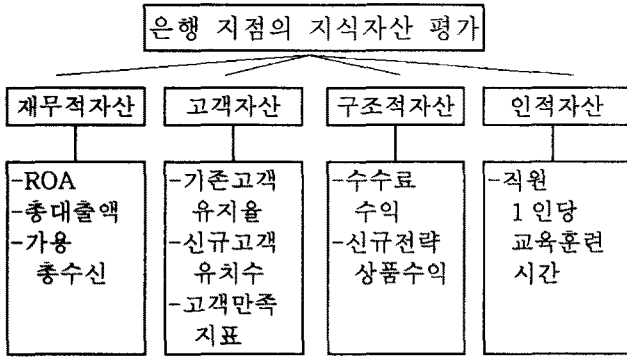 은행 지점의 지식자산 평가
재무적자산
고객자산
구조적자산
인적자산
-ROA
-총대출액
-가용
총수신
-기존고객
유지율
-신규고객
유치수
-고객만족
지표
-수수료
수익
-신규전략
상품수익
-직원
1인당
교육훈련
시간